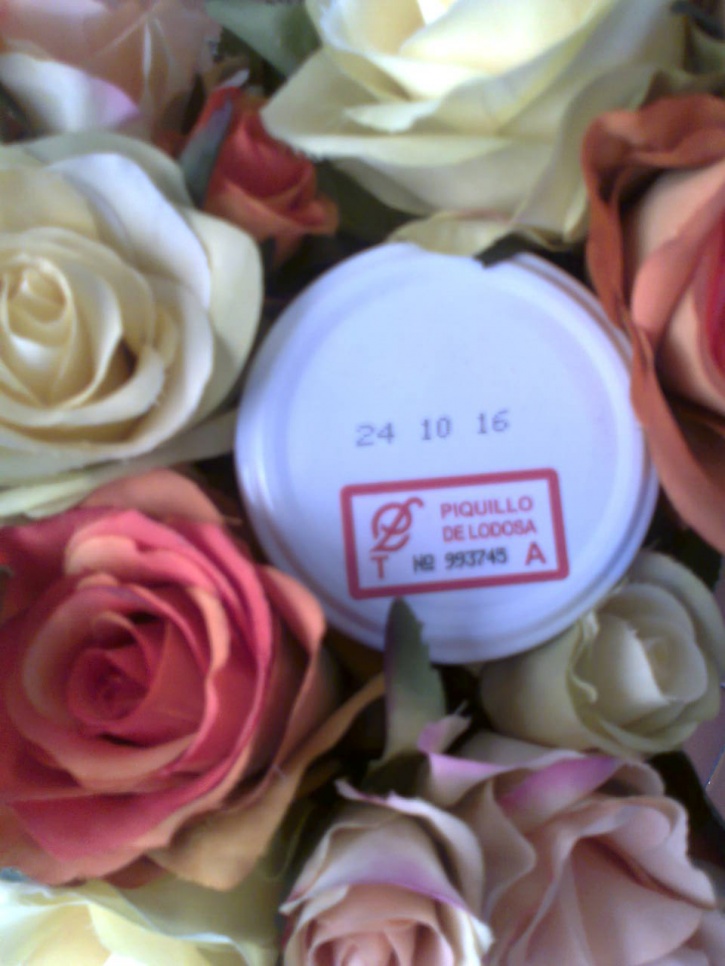 24 10 16
PIQUILLO
DE LODOSA
T Nº 993745 A